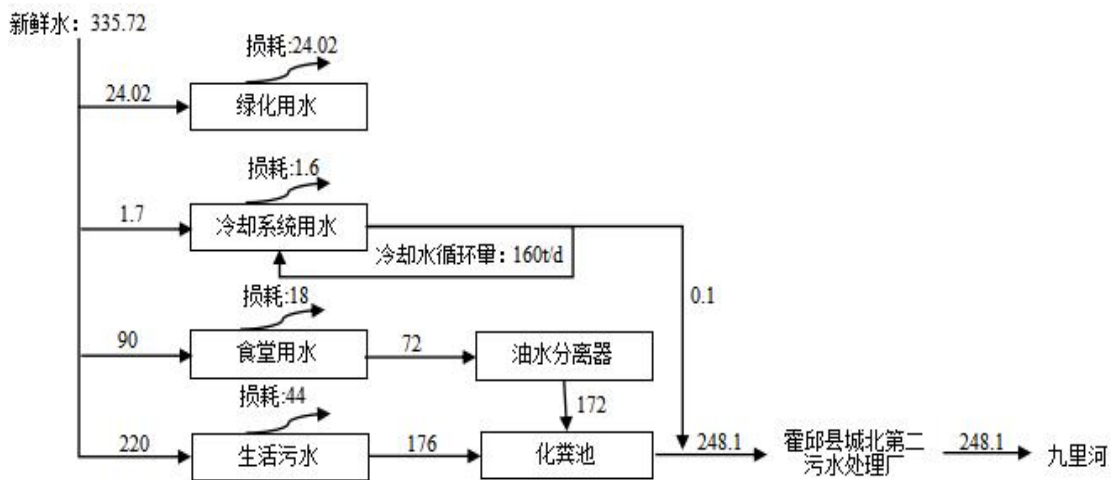 新鲜水：335.72
损耗:24.02
24.02
绿化用水
损耗:1.6
1.7
冷却系统用水
冷却水循环量：160t/d
0.1
损耗:18
90
食堂用水
72
油水分离器
172
损耗:44
220
生活污水
176
化粪池
248.1
霍邱县城北第二
污水处理厂
248.1
九里河